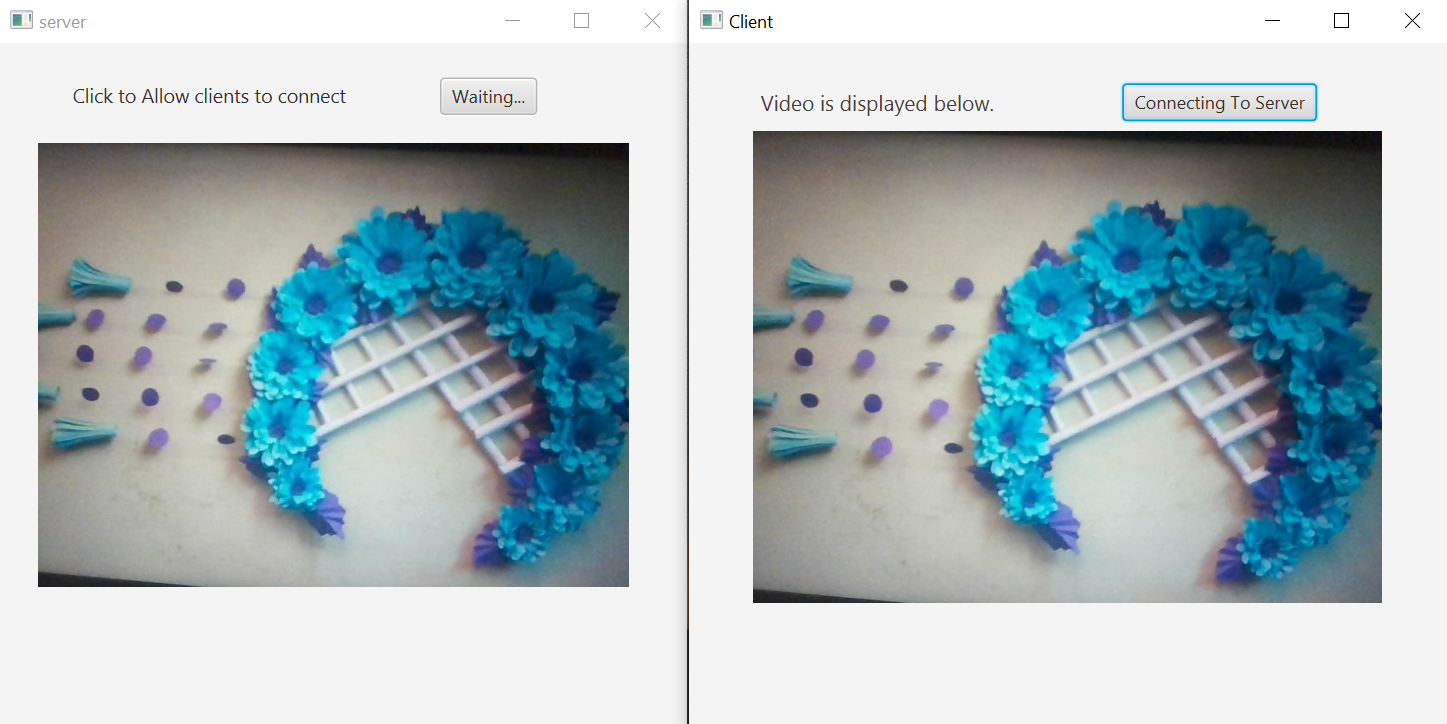 server
Click to Allow clients to connect
Waiting...
Client
Video is displayed below.
Connecting To Server